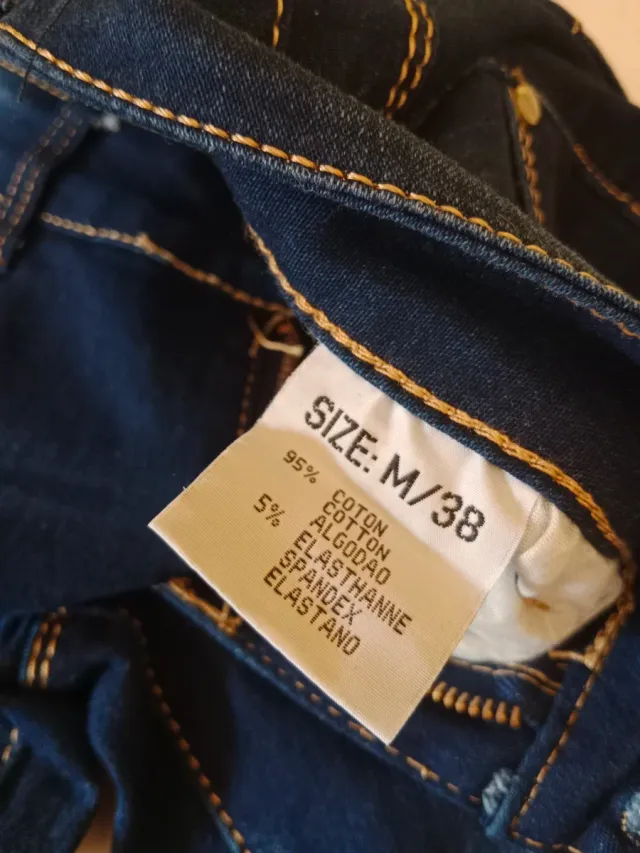 SIZE: M/38
95% COTON
COTTON
ALGODAO
5% ELASTHANNE
SPANDEX
ELASTANO